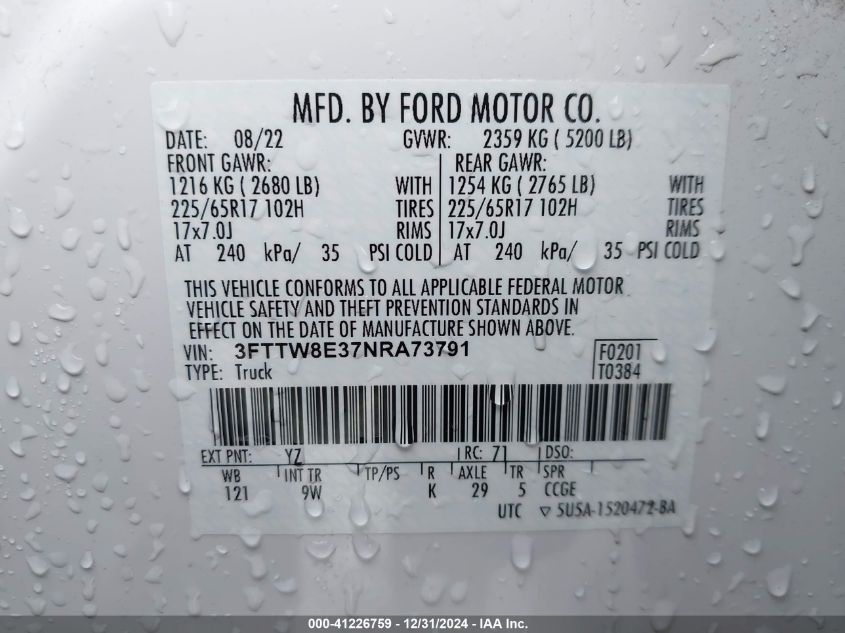 MFD. BY FORD MOTOR CO.
DATE: 08/22 GVWR: 2359 KG ( 5200 LB)
FRONT GAWR: REAR GAWR:
1216 KG ( 2680 LB) WITH 1254 KG ( 2765 LB) WITH
225/65R17 102H TIRES 225/65R17 102H TIRES
17x7.0J RIMS 17x7.0J RIMS
AT 240 kPa/ 35 PSI COLD AT 240 kPa/ 35 PSI COLD
THIS VEHICLE CONFORMS TO ALL APPLICABLE FEDERAL MOTOR
VEHICLE SAFETY AND THEFT PREVENTION STANDARDS IN
EFFECT ON THE DATE OF MANUFACTURE SHOWN ABOVE.
VIN: 3FTTW8E37NRA73791 F0201
TYPE: Truck T0384
EXT PNT: YZ RC: 71 DSO:
WB INT TR TP/PS R AXLE TR SPR
121 9W K 29 5 CCGE
UTC ▽ 5U5A-1520472-BA
000-41226759 - 12/31/2024 - IAA Inc.